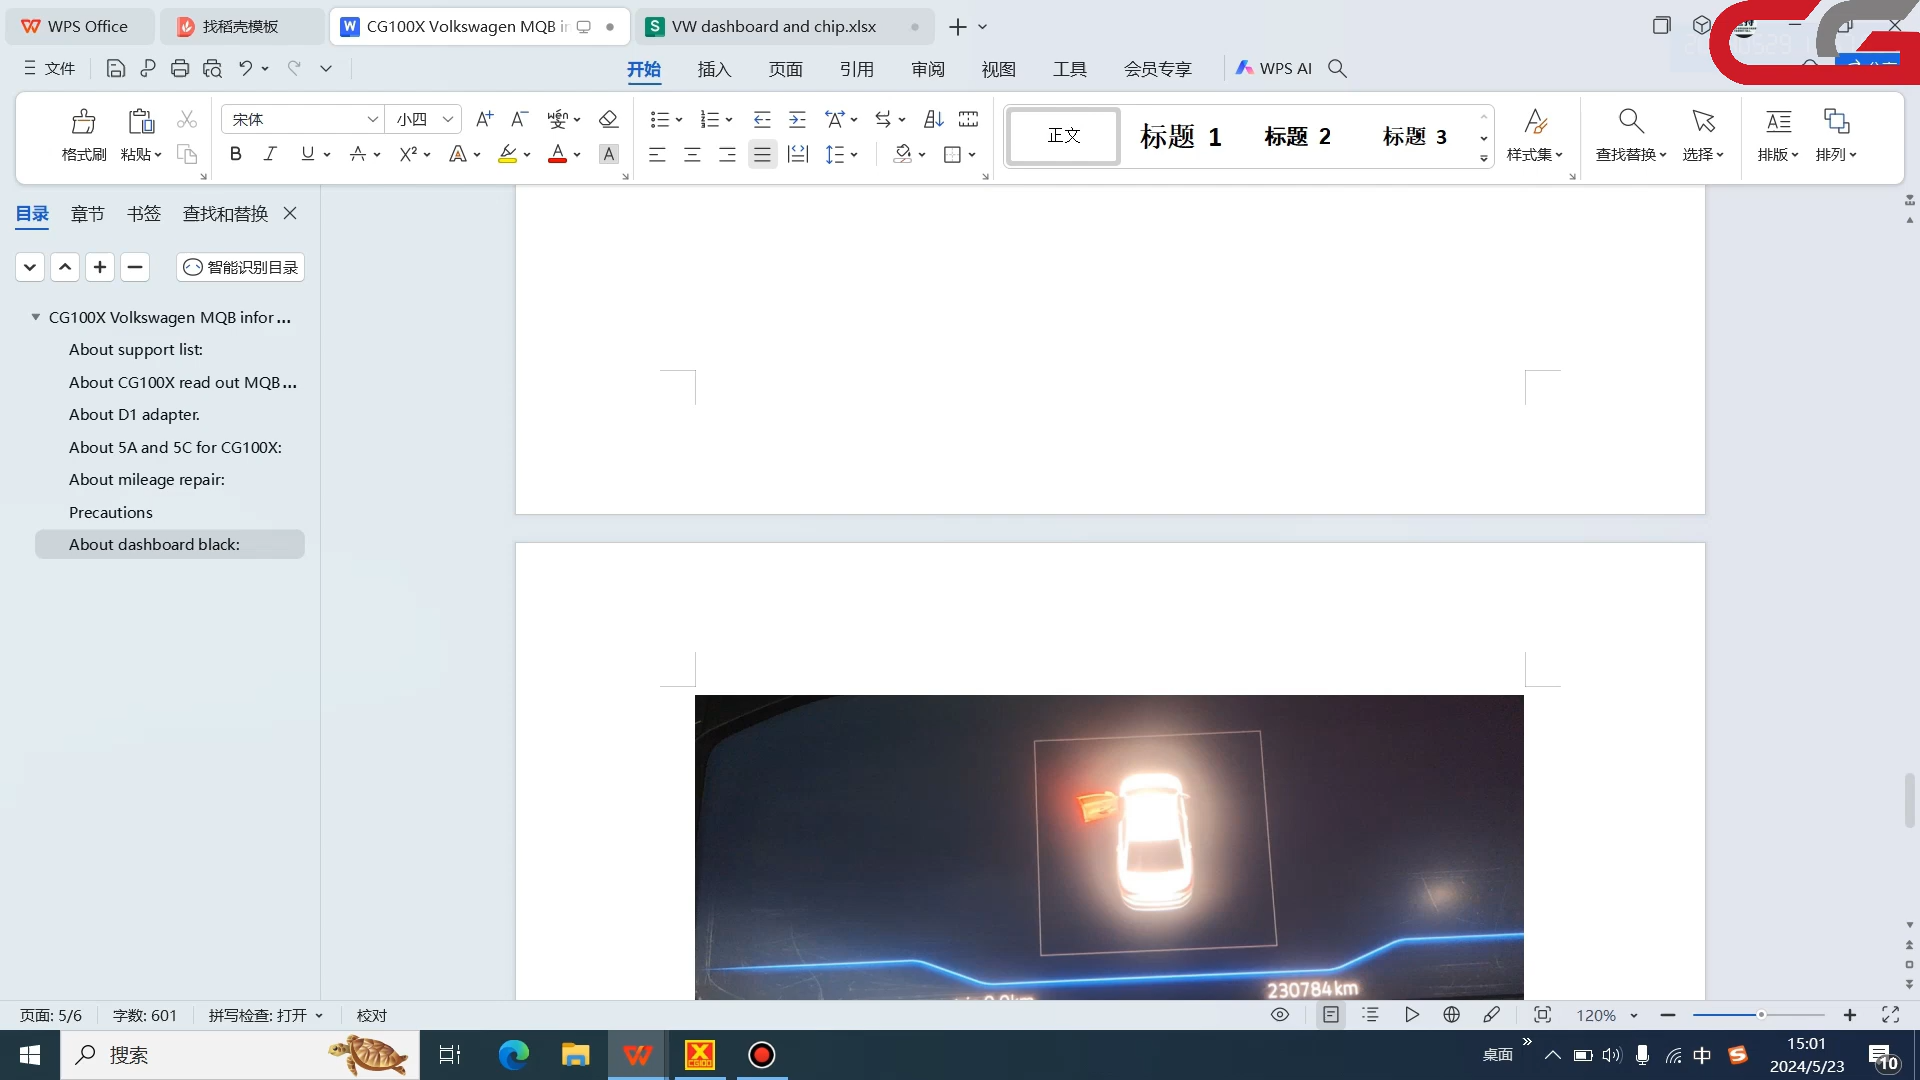 WPS Office
找稻壳模板
CG100X Volkswagen MQB in
VW dashboard and chip.xlsx
文件
开始
插入
页面
引用
审阅
视图
工具
会员专享
WPS AI
格式刷
粘贴
宋体
小四
正文
标题 1
标题 2
标题 3
样式集
查找替换
选择
排版
排列
目录
章节
书签
查找和替换
智能识别目录
CG100X Volkswagen MQB infor...
About support list:
About CG100X read out MQB...
About D1 adapter.
About 5A and 5C for CG100X:
About mileage repair:
Precautions
About dashboard black:
230784km
页面: 5/6
字数: 601
拼写检查: 打开
校对
120%
搜索
桌面
中
15:01
2024/5/23
10
CG